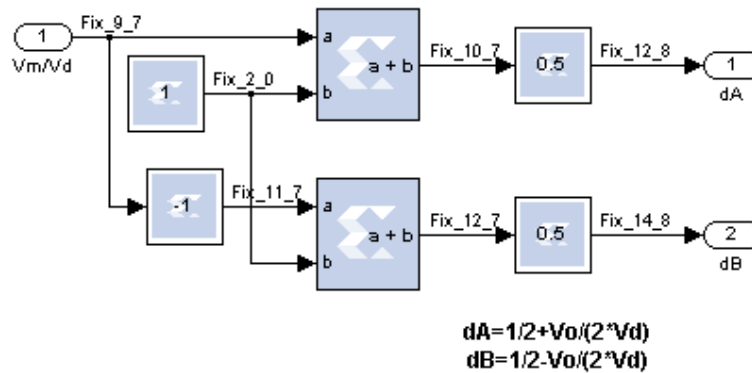 1
Vm/Vd
Fix_9_7
1
Fix_2_0
a
b
a + b
Fix_10_7
0.5
Fix_12_8
1
dA
-1
Fix_11_7
a
b
a + b
Fix_12_7
0.5
Fix_14_8
2
dB
dA=1/2+Vo/(2*Vd)
dB=1/2-Vo/(2*Vd)